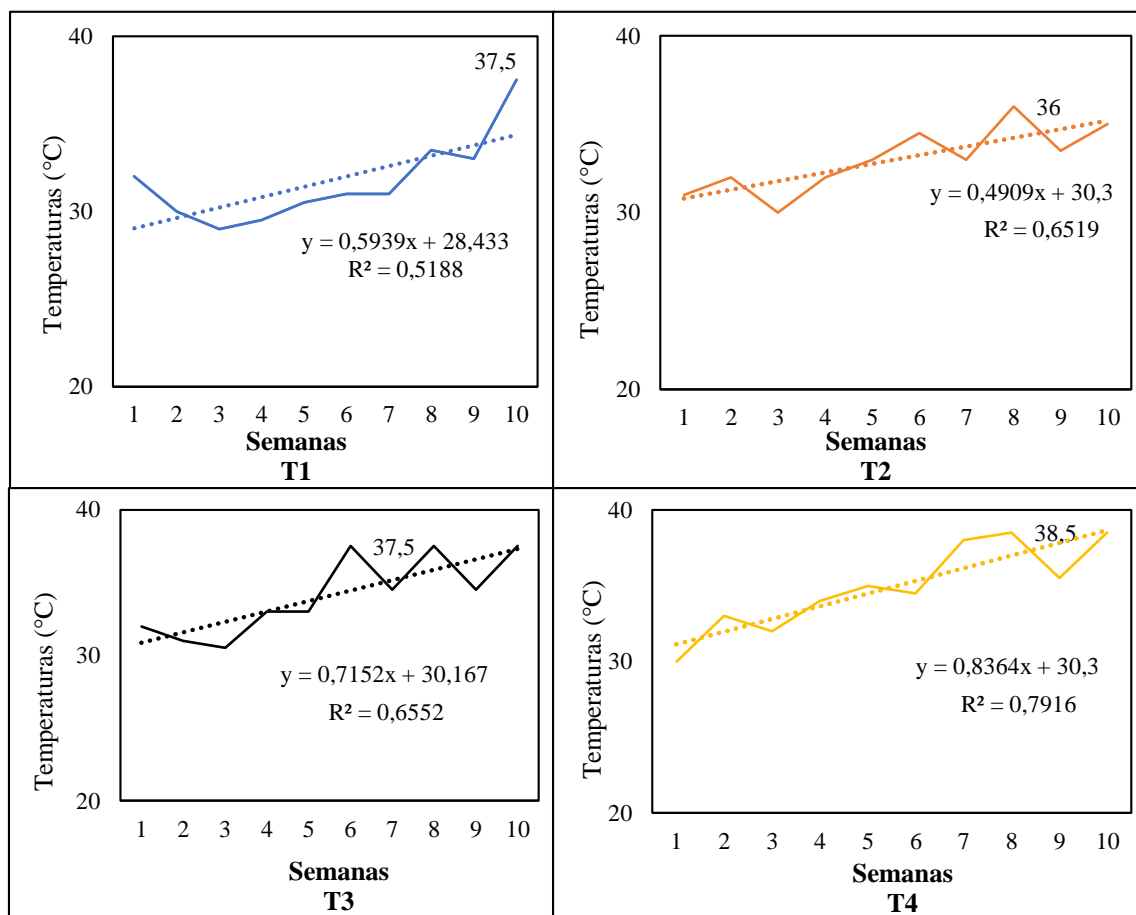 40
30
20
Temperaturas (°C)
37,5
y = 0,5939x + 28,433
R² = 0,5188
1 2 3 4 5 6 7 8 9 10
Semanas
T1
40
30
20
Temperaturas (°C)
36
y = 0,4909x + 30,3
R² = 0,6519
1 2 3 4 5 6 7 8 9 10
Semanas
T2
40
30
20
Temperaturas (°C)
37,5
y = 0,7152x + 30,167
R² = 0,6552
1 2 3 4 5 6 7 8 9 10
Semanas
T3
40
30
20
Temperaturas (°C)
38,5
y = 0,8364x + 30,3
R² = 0,7916
1 2 3 4 5 6 7 8 9 10
Semanas
T4